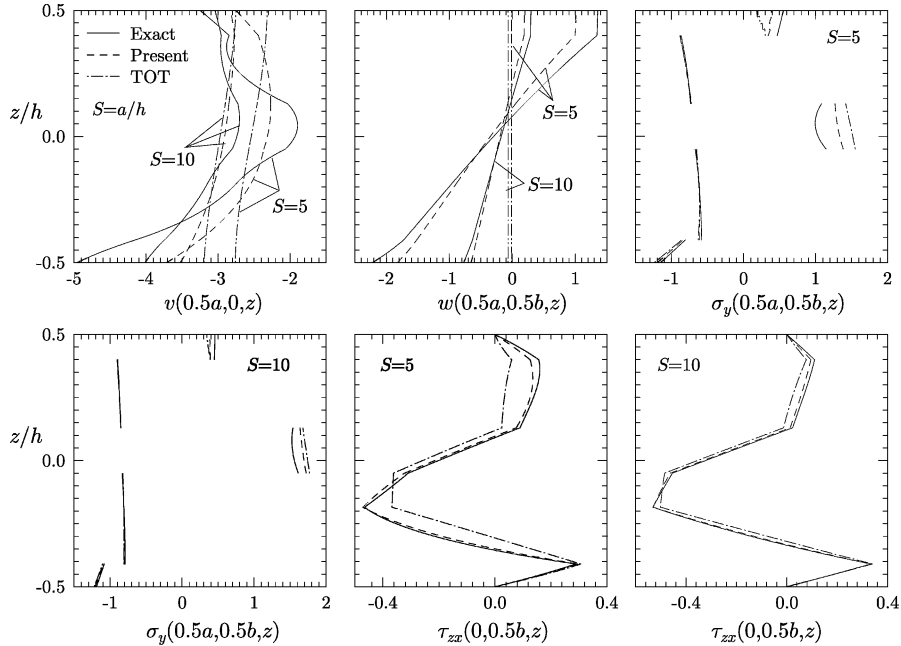 0.5
z/h
0.0
-0.5
Exact
Present
TOT
S=a/h
S=10
S=5
-5 -4 -3 -2 -1
v(0.5a,0,z)
S=5
S=10
-2 -1 0 1
w(0.5a,0.5b,z)
S=5
-1 0 1 2
σy(0.5a,0.5b,z)
0.5
z/h
0.0
-0.5
S=10
-1 0 1 2
σy(0.5a,0.5b,z)
S=5
-0.4 0.0 0.4
τzx(0,0.5b,z)
S=10
-0.4 0.0 0.4
τzx(0,0.5b,z)